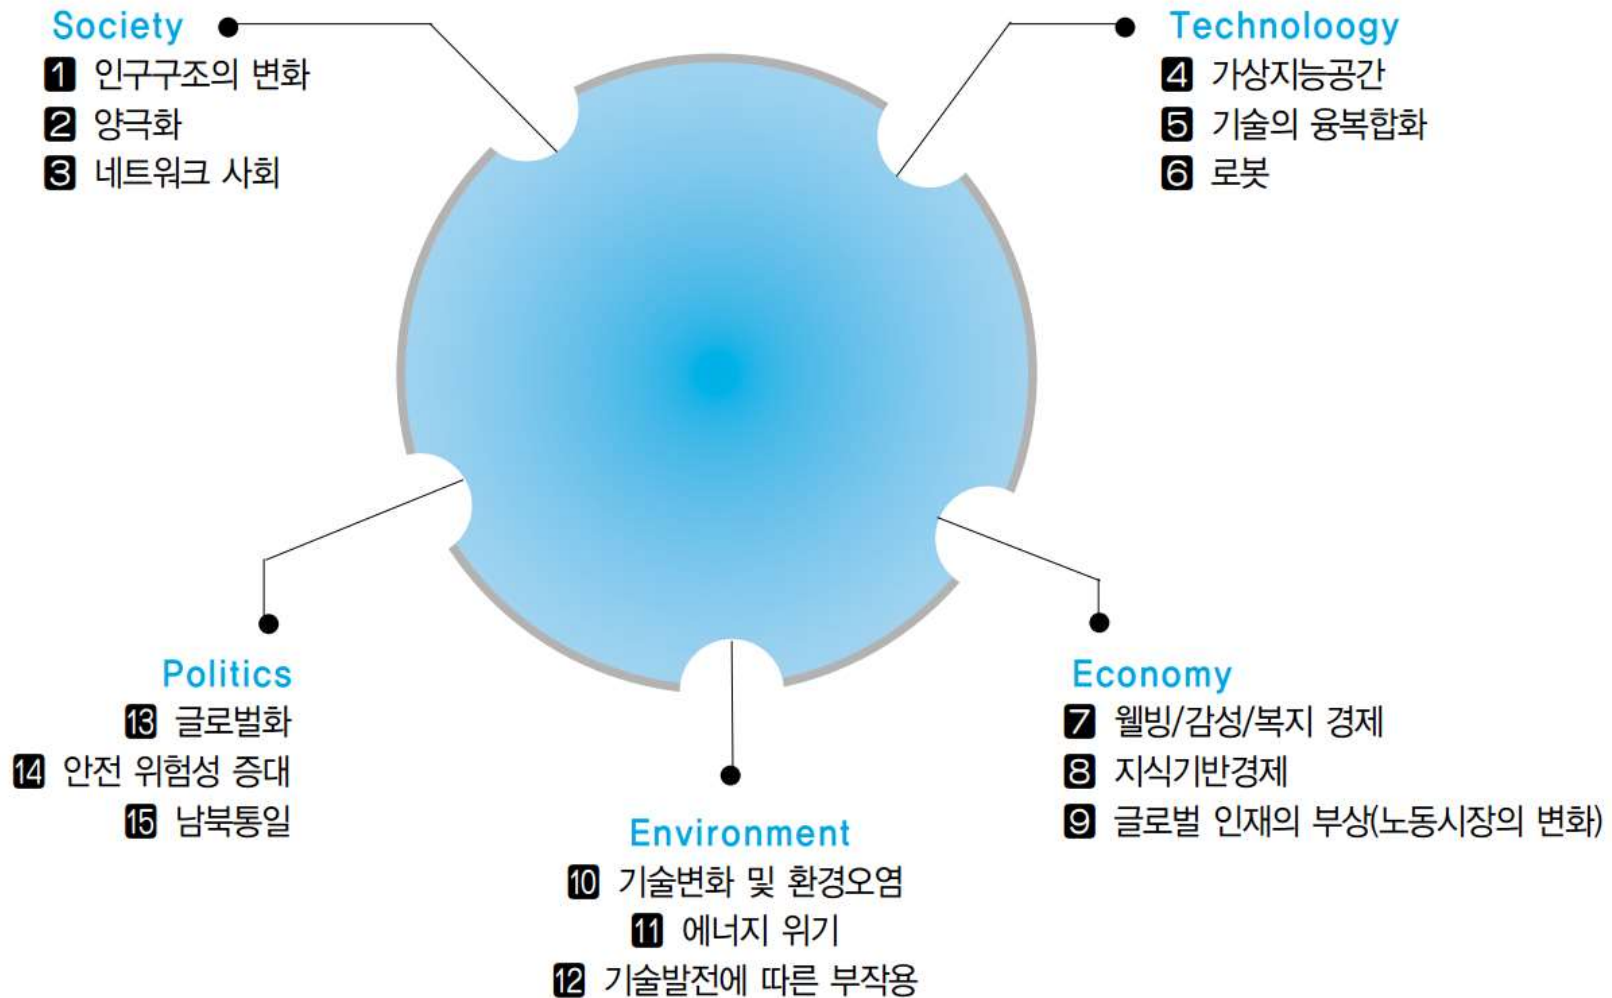 Society
1 인구구조의 변화
2 양극화
3 네트워크 사회
Technoloogy
4 가상지능공간
5 기술의 융복합화
6 로봇
Economy
7 웰빙/감성/복지 경제
8 지식기반경제
9 글로벌 인재의 부상(노동시장의 변화)
Environment
10 기술변화 및 환경오염
11 에너지 위기
12 기술발전에 따른 부작용
Politics
13 글로벌화
14 안전 위험성 증대
15 남북통일